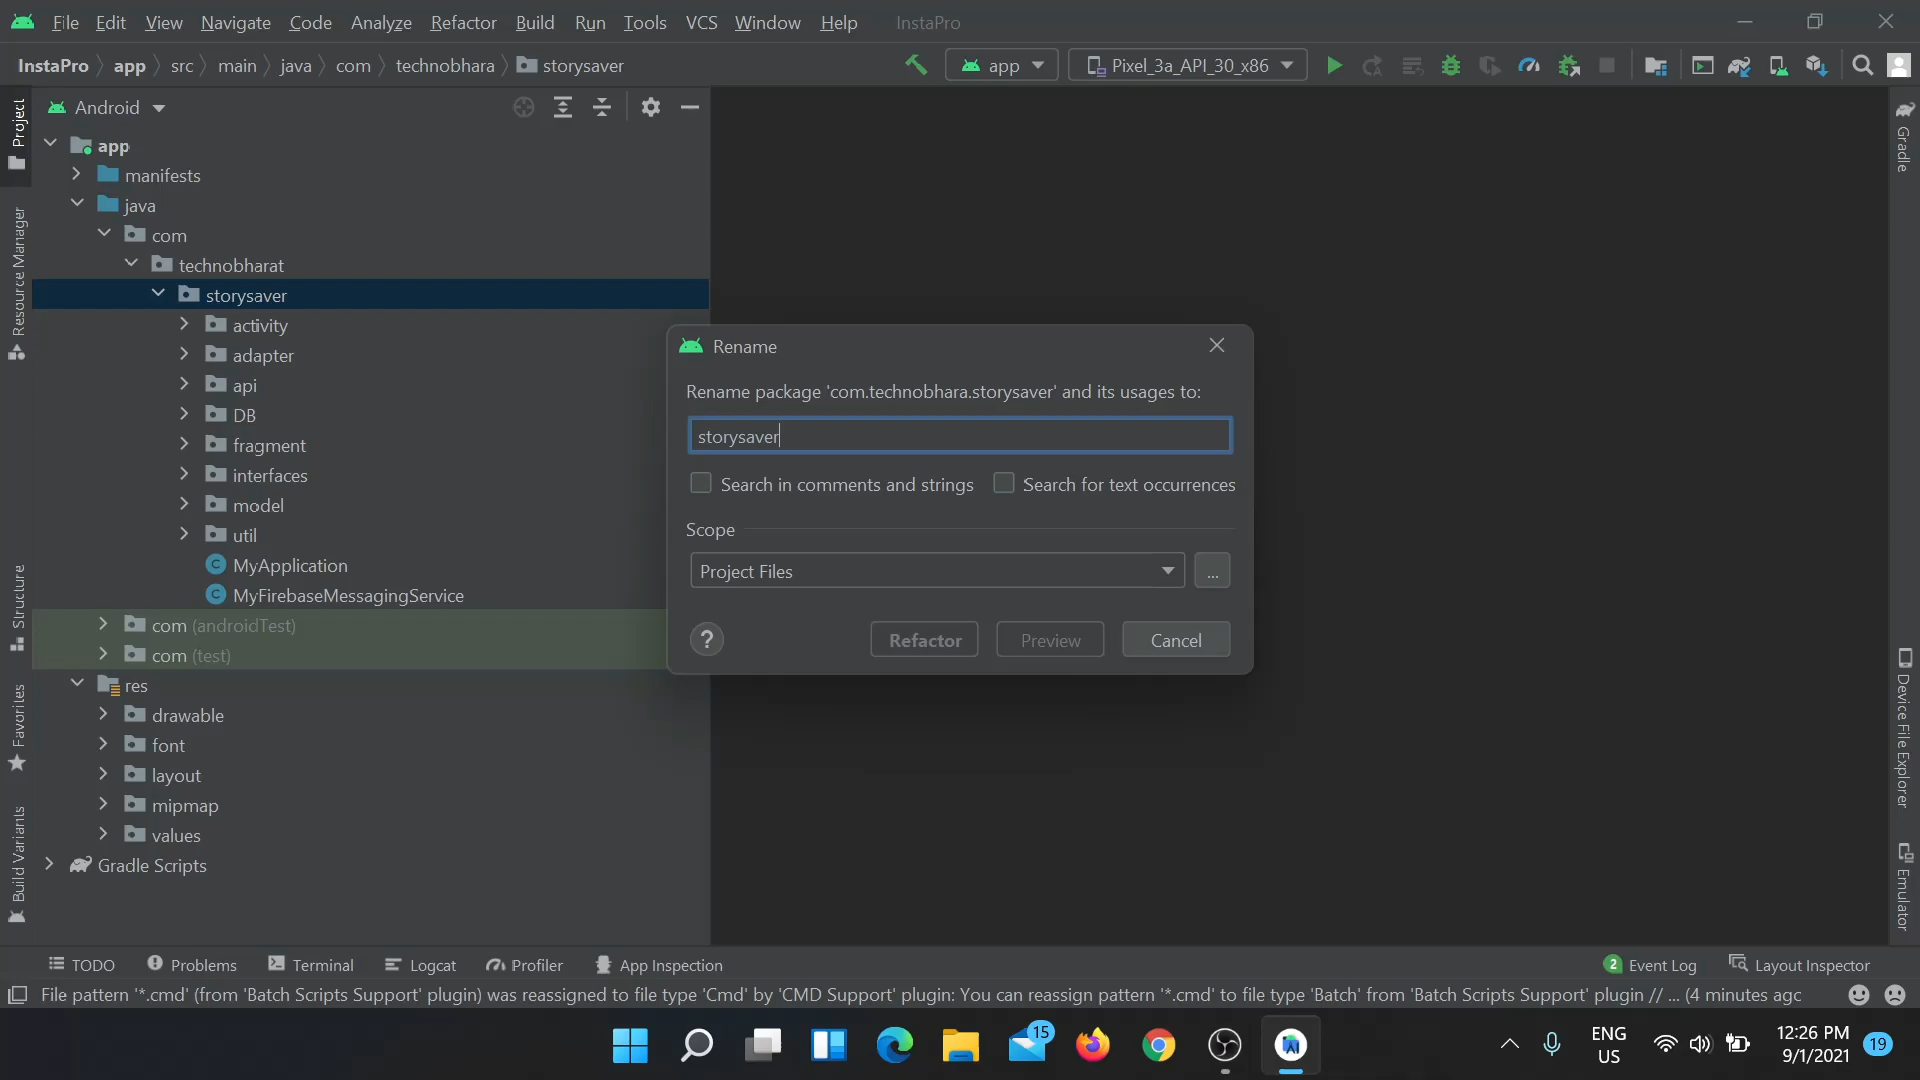 File Edit View Navigate Code Analyze Refactor Build Run Tools VCS Window Help InstaPro
InstaPro app src main java com technobhara storysaver app Pixel_3a_API_30_x86
Android
app
manifests
java
com
technobharat
storysaver
activity
adapter
api
DB
fragment
interfaces
model
util
MyApplication
MyFirebaseMessagingService
com (androidTest)
com (test)
res
drawable
font
layout
mipmap
values
Gradle Scripts
Project
Resource Manager
Structure
Favorites
Build Variants
Rename
Rename package 'com.technobhara.storysaver' and its usages to:
storysaver
Search in comments and strings Search for text occurrences
Scope
Project Files ...
? Refactor Preview Cancel
Gradle
Device File Explorer
Emulator
TODO Problems Terminal Logcat Profiler App Inspection 2 Event Log Layout Inspector
File pattern '*.cmd' (from 'Batch Scripts Support' plugin) was reassigned to file type 'Cmd' by 'CMD Support' plugin: You can reassign pattern '*.cmd' to file type 'Batch' from 'Batch Scripts Support' plugin // ... (4 minutes agc
15
ENG
US
12:26 PM
9/1/2021
19